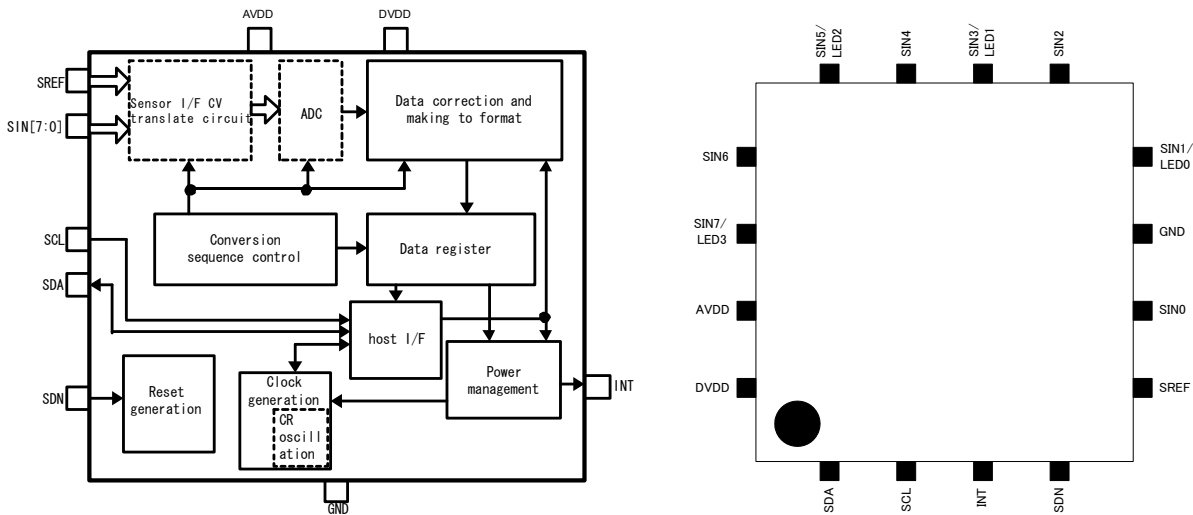 AVDD
DVDD
SREF
SIN[7:0]
Sensor I/F CV
translate circuit
ADC
Data correction and
making to format
SCL
SDA
Conversion
sequence control
Data register
host I/F
SDN
Reset
generation
Clock
generation
CR
oscill
ation
Power
management
INT
GND
SIN5/
LED2
SIN4
SIN3/
LED1
SIN2
SIN6
SIN7/
LED3
AVDD
DVDD
SIN1/
LED0
GND
SIN0
SREF
SDA
SCL
INT
SDN